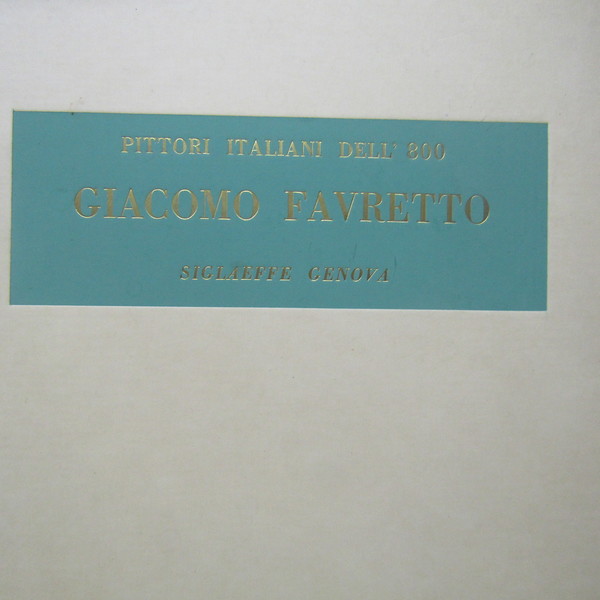 PITTORI ITALIANI DELL' 800
GIACOMO FAVRETTO
SIGLAEFFE GENOVA